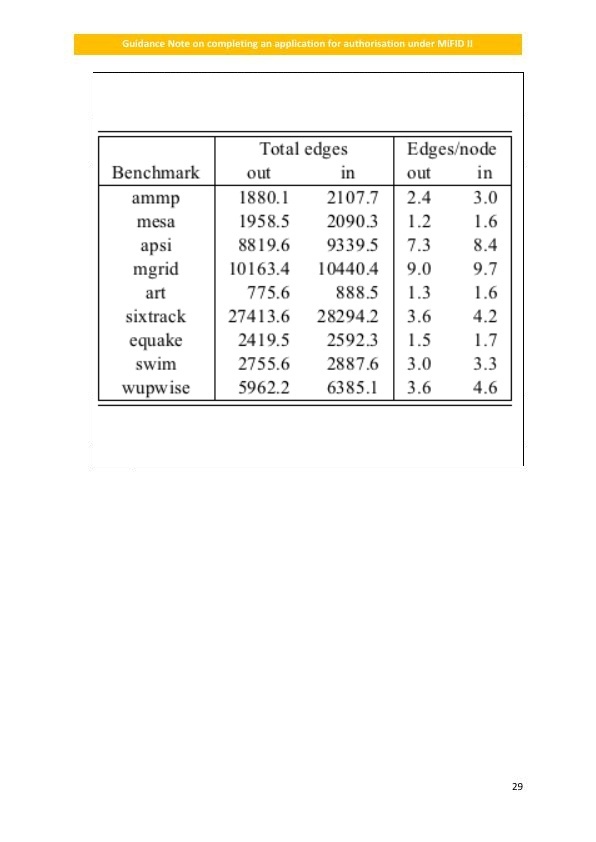 Guidance Note on completing an application for authorisation under MiFID II
Total edges Edges/node
Benchmark out in out in
ammp 1880.1 2107.7 2.4 3.0
mesa 1958.5 2090.3 1.2 1.6
apsi 8819.6 9339.5 7.3 8.4
mgrid 10163.4 10440.4 9.0 9.7
art 775.6 888.5 1.3 1.6
sixtrack 27413.6 28294.2 3.6 4.2
equake 2419.5 2592.3 1.5 1.7
swim 2755.6 2887.6 3.0 3.3
wupwise 5962.2 6385.1 3.6 4.6
29